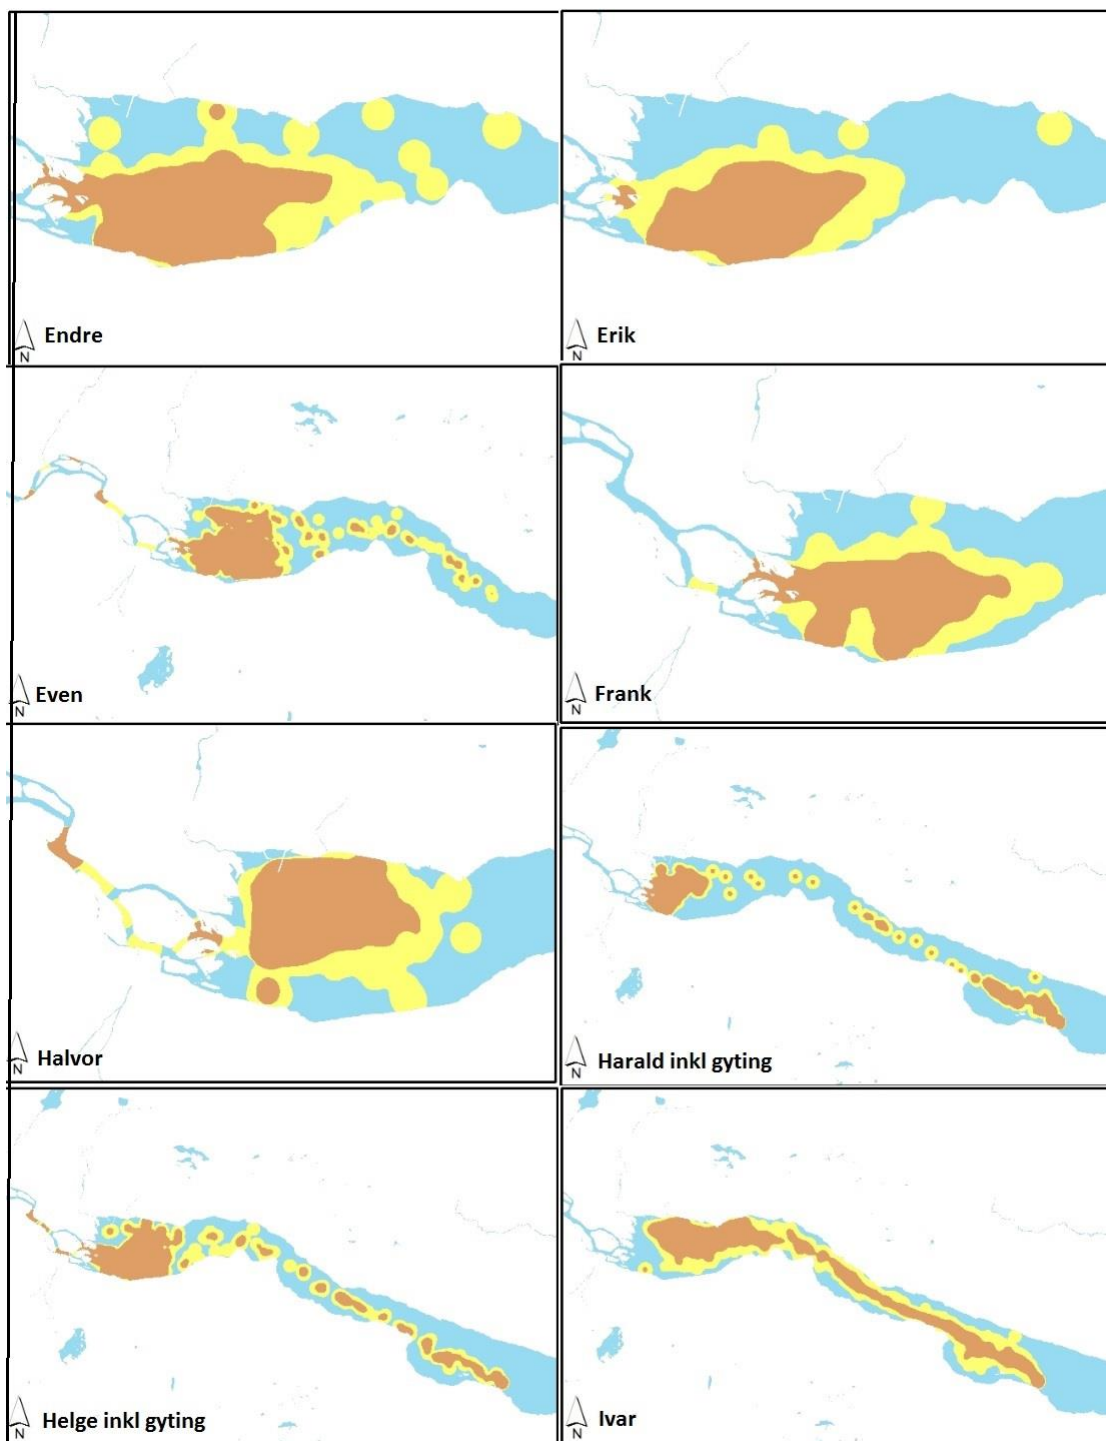 N Endre
N Erik
N Even
N Frank
N Halvor
N Harald inkl gyting
N Helge inkl gyting
N Ivar